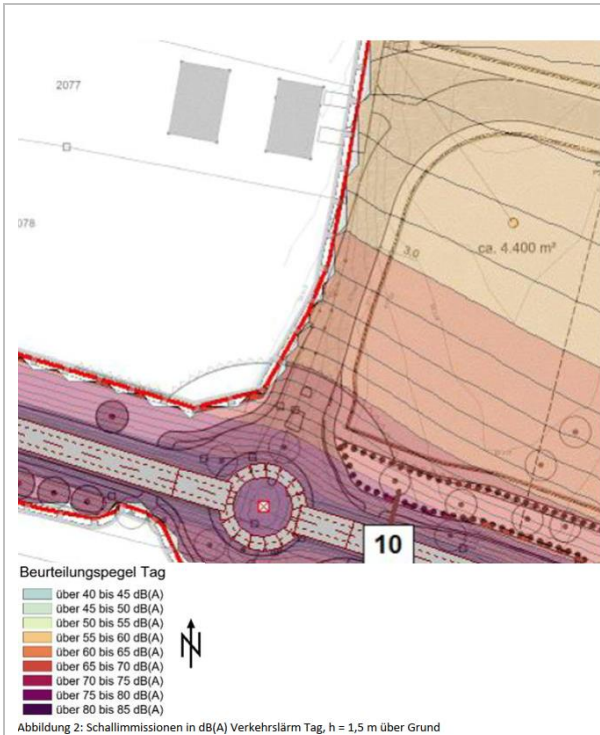 2077
078
3,0
ca. 4.400 m²
10
Beurteilungspegel Tag
über 40 bis 45 dB(A)
über 45 bis 50 dB(A)
über 50 bis 55 dB(A)
über 55 bis 60 dB(A)
über 60 bis 65 dB(A)
über 65 bis 70 dB(A)
über 70 bis 75 dB(A)
über 75 bis 80 dB(A)
über 80 bis 85 dB(A)
N
Abbildung 2: Schallimmissionen in dB(A) Verkehrslärm Tag, h = 1,5 m über Grund